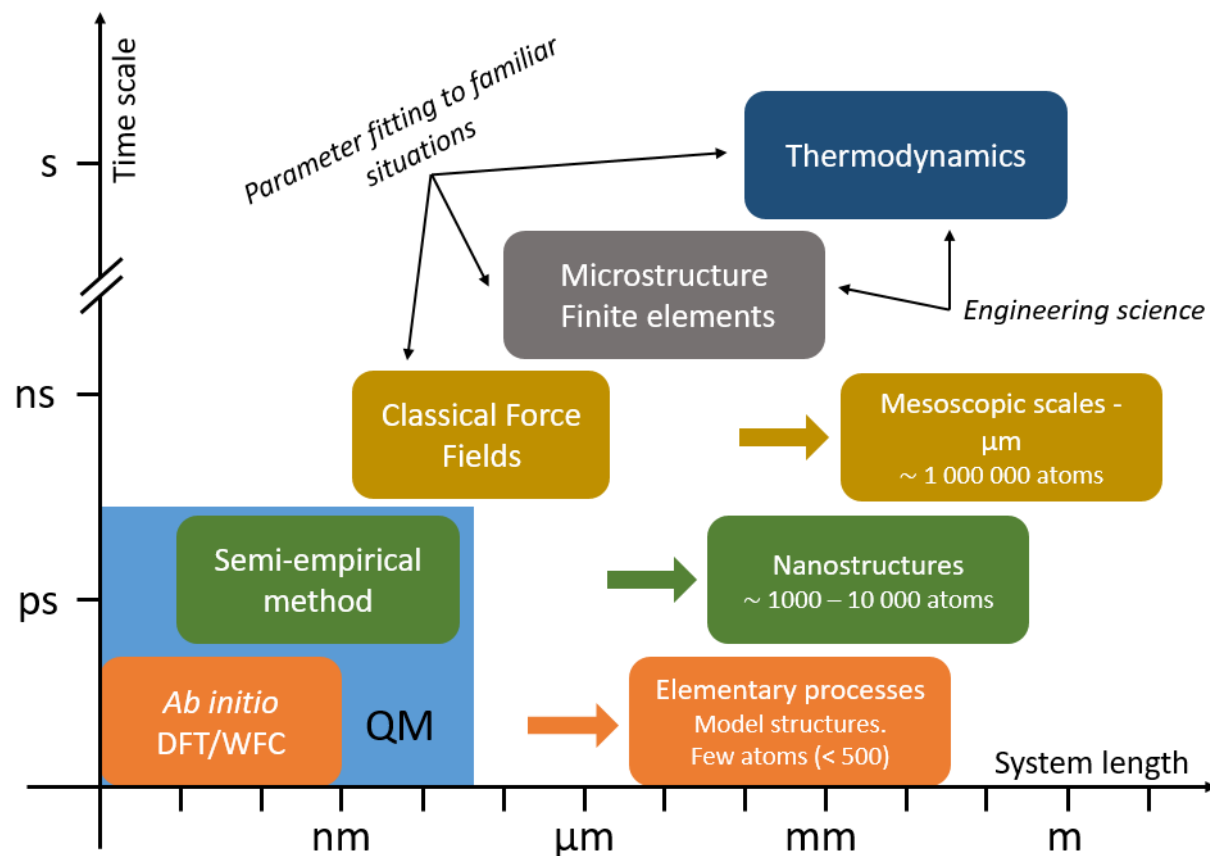 Time scale
Parameter fitting to familiar
situations
s
Thermodynamics
Microstructure
Finite elements
Engineering science
ns
Classical Force
Fields
Mesoscopic scales -
μm
~ 1 000 000 atoms
ps
Semi-empirical
method
Nanostructures
~ 1000 – 10 000 atoms
Ab initio
DFT/WFC
QM
Elementary processes
Model structures.
Few atoms (< 500)
System length
nm
μm
mm
m